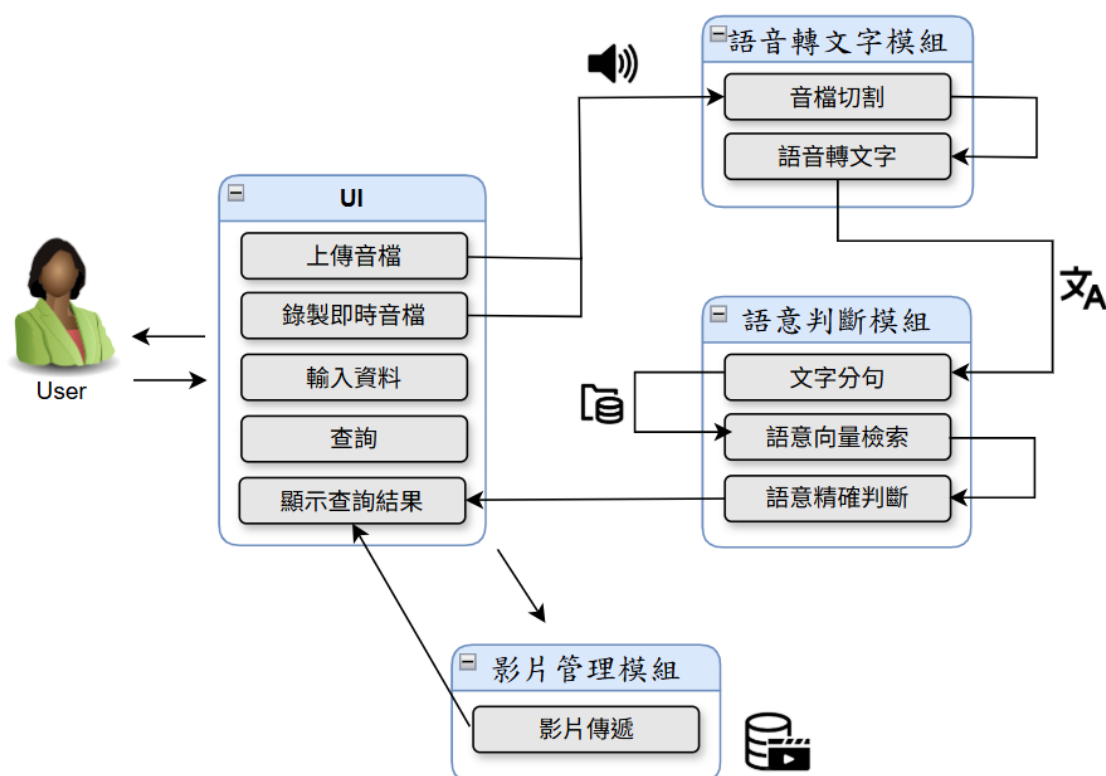 語音轉文字模組
音檔切割
語音轉文字
UI
上傳音檔
錄製即時音檔
輸入資料
查詢
顯示查詢結果
User
文A
語意判斷模組
文字分句
語意向量檢索
語意精確判斷
影片管理模組
影片傳遞